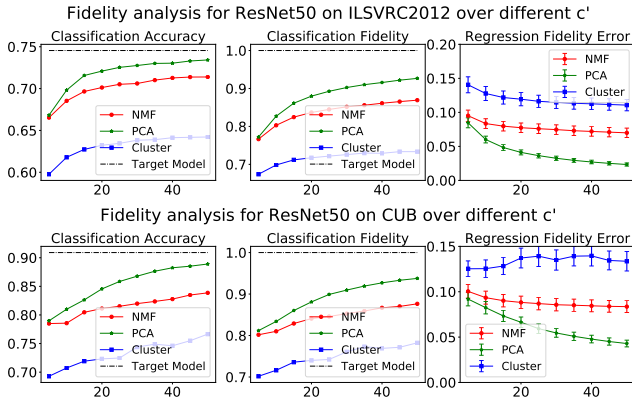 Fidelity analysis for ResNet50 on ILSVRC2012 over different c'
Classification Accuracy
0.75
0.70
0.65
0.60
20
40
NMF
PCA
Cluster
Target Model
Classification Fidelity
1.0
0.9
0.8
0.7
20
40
NMF
PCA
Cluster
Target Model
Regression Fidelity Error
0.20
0.15
0.10
0.05
0.00
20
40
NMF
PCA
Cluster
Fidelity analysis for ResNet50 on CUB over different c'
Classification Accuracy
0.90
0.85
0.80
0.75
0.70
20
40
NMF
PCA
Cluster
Target Model
Classification Fidelity
1.0
0.9
0.8
0.7
20
40
NMF
PCA
Cluster
Target Model
Regression Fidelity Error
0.15
0.10
0.05
0.00
20
40
NMF
PCA
Cluster